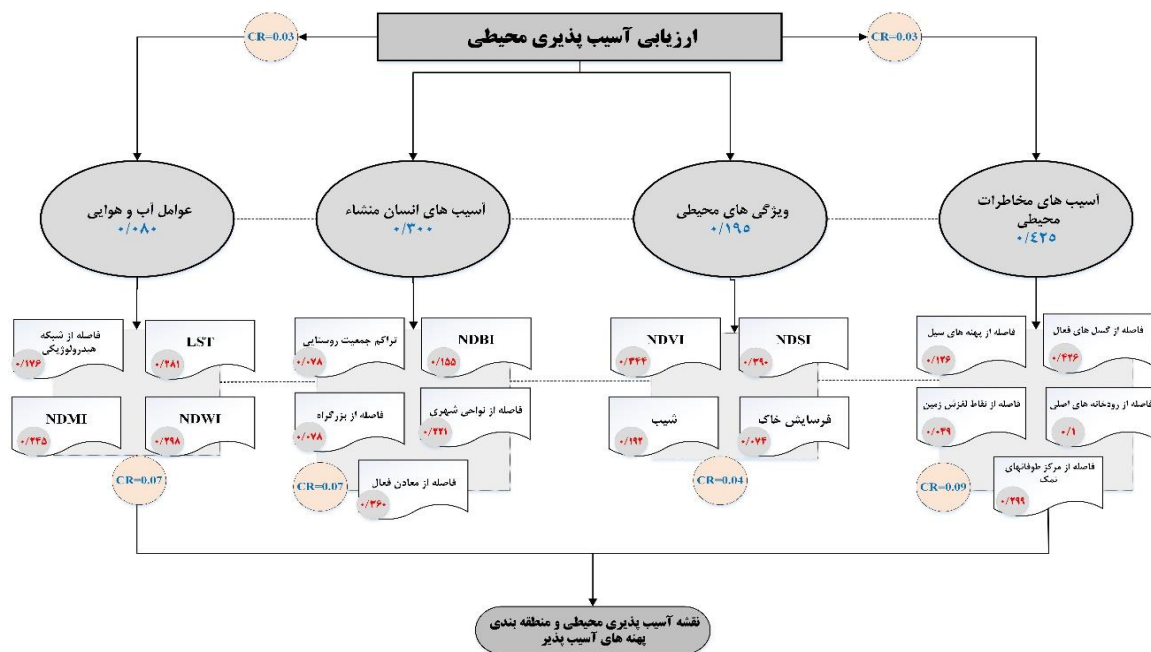 ارزیابی آسیب پذیری محیطی
CR=0.03
CR=0.03
آسیب های مخاطرات
محیطی
۰/٤٢٥
ویژگی های محیطی
۰/۱۹۵
آسیب های انسان منشاء
۰/۳۰۰
عوامل آب و هوایی
۰/۰۸۰
فاصله از گسل های فعال
۰/۴۲۶
فاصله از پهنه های سیل
۰/۱۲۶
فاصله از رودخانه های اصلی
۰/۱
فاصله از نقاط لغزش زمین
۰/۰۴۹
فاصله از مرکز طوفانهای
نمک
۰/۲۹۹
CR=0.09
NDSI
۰/۳۹۰
NDVI
۰/۳۴۴
فرسایش خاک
۰/۰۷۴
شیب
۰/۱۹۲
CR=0.04
NDBI
۰/۱۵۵
تراکم جمعیت روستایی
۰/۰۷۸
فاصله از نواحی شهری
۰/۲۲۱
فاصله از بزرگراه
۰/۰۷۸
فاصله از معادن فعال
۰/۳۶۰
CR=0.07
LST
۰/۲۸۱
فاصله از شبکه
هیدرولوژیکی
۰/۱۷۶
NDWI
۰/۲۹۸
NDMI
۰/۲۴۵
CR=0.07
نقشه آسیب پذیری محیطی و منطقه بندی
پهنه های آسیب پذیر